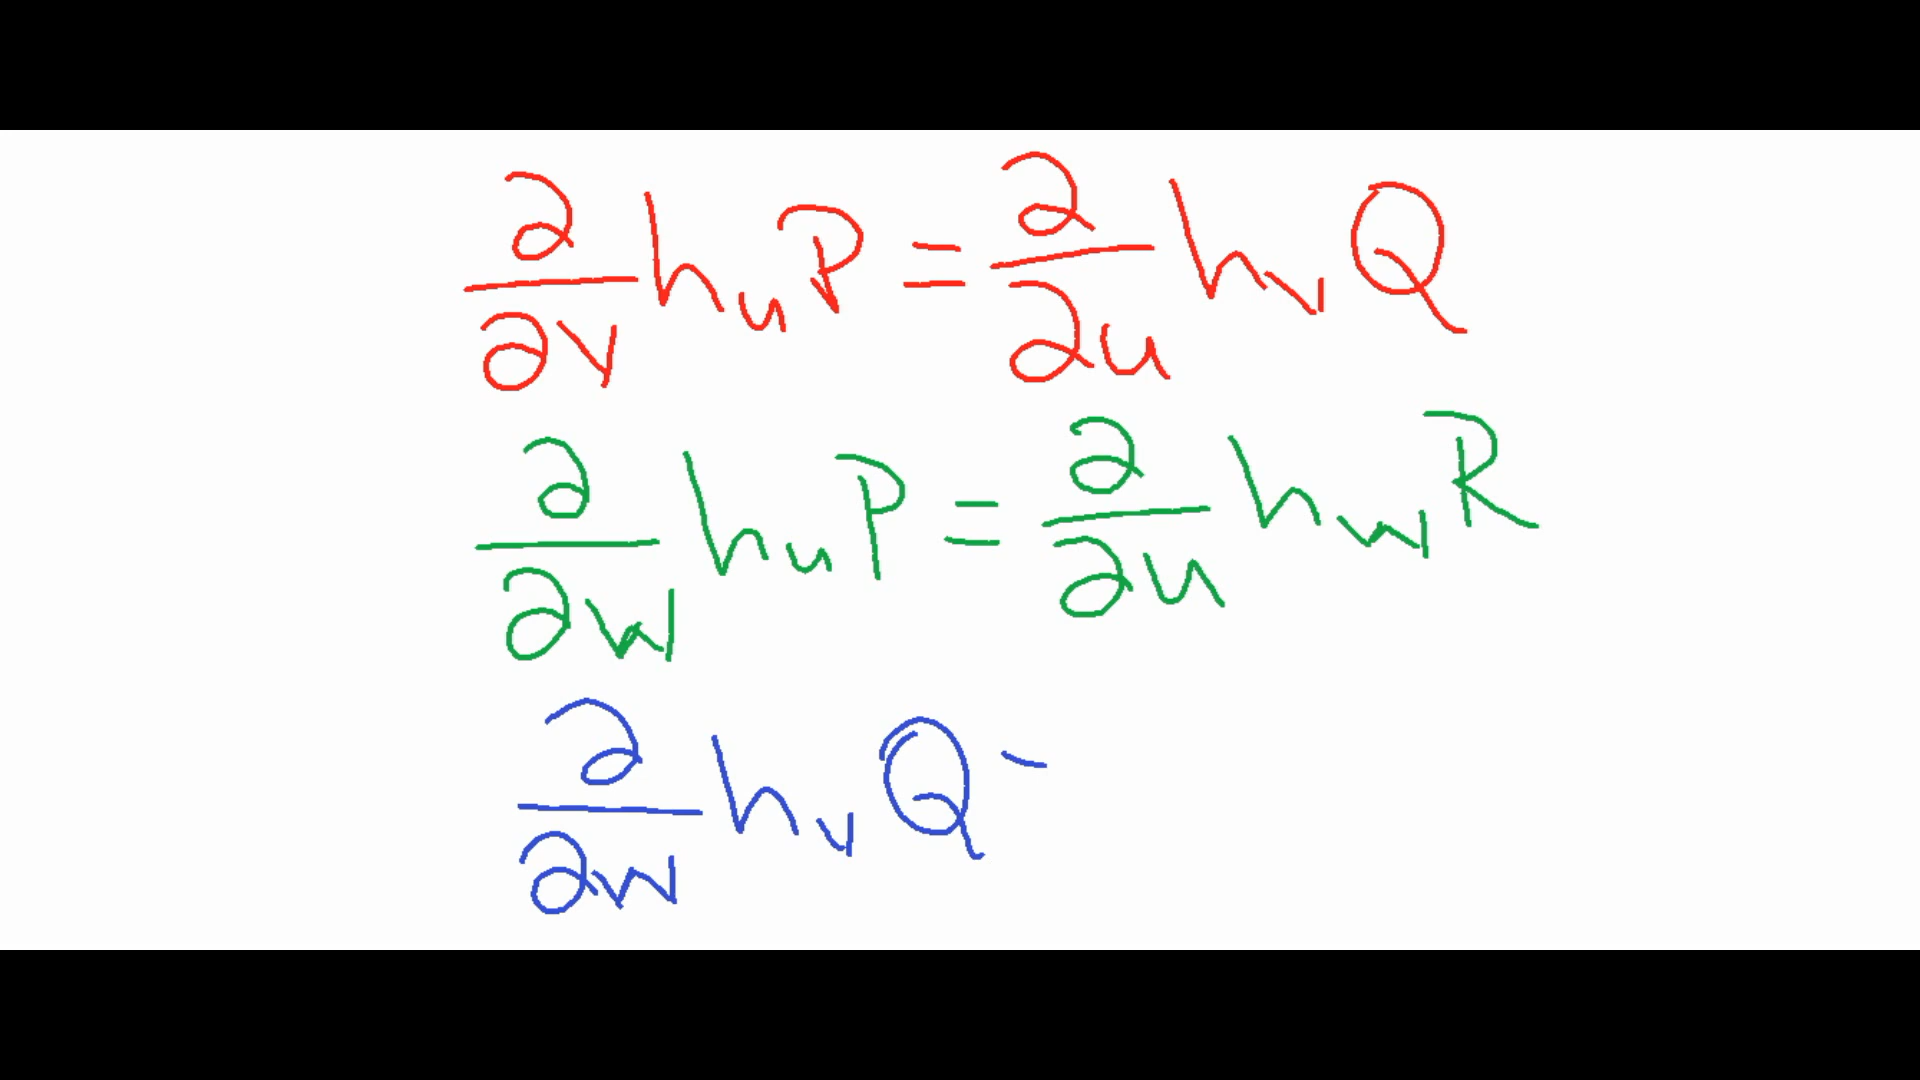 ∂/∂v h_u P = ∂/∂u h_v Q
∂/∂w h_u P = ∂/∂u h_w R
∂/∂w h_v Q -